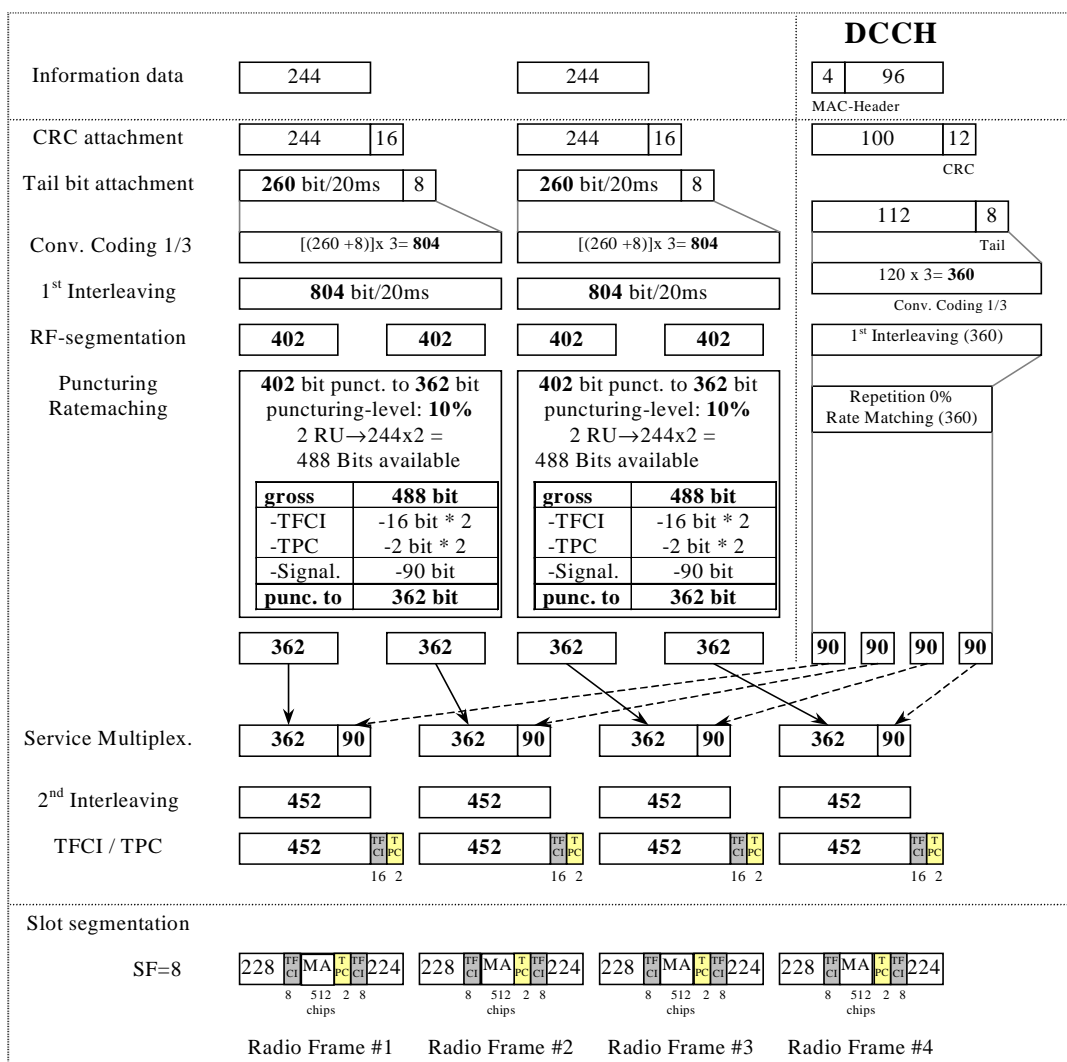 DCCH
Information data 244 244 4 96
MAC-Header
CRC attachment 244 16 244 16 100 12
CRC
Tail bit attachment 260 bit/20ms 8 260 bit/20ms 8
112 8
Tail
Conv. Coding 1/3 [(260 +8)]x 3= 804 [(260 +8)]x 3= 804
120 x 3= 360
Conv. Coding 1/3
1st Interleaving 804 bit/20ms 804 bit/20ms
RF-segmentation 402 402 402 402 1st Interleaving (360)
Puncturing
Ratemaching
402 bit punct. to 362 bit
puncturing-level: 10%
2 RU→244x2 =
488 Bits available
gross 488 bit
-TFCI -16 bit * 2
-TPC -2 bit * 2
-Signal. -90 bit
punc. to 362 bit
402 bit punct. to 362 bit
puncturing-level: 10%
2 RU→244x2 =
488 Bits available
gross 488 bit
-TFCI -16 bit * 2
-TPC -2 bit * 2
-Signal. -90 bit
punc. to 362 bit
Repetition 0%
Rate Matching (360)
362 362 362 362 90 90 90 90
Service Multiplex. 362 90 362 90 362 90 362 90
2nd Interleaving 452 452 452 452
TFCI / TPC 452 TF CI T PC 452 TF CI T PC 452 TF CI T PC 452 TF CI T PC
16 2 16 2 16 2 16 2
Slot segmentation
SF=8 228 TF CI MA T PC TF CI 224 228 TF CI MA T PC TF CI 224 228 TF CI MA T PC TF CI 224 228 TF CI MA T PC TF CI 224
8 512 2 8 8 512 2 8 8 512 2 8 8 512 2 8
chips chips chips chips
Radio Frame #1 Radio Frame #2 Radio Frame #3 Radio Frame #4